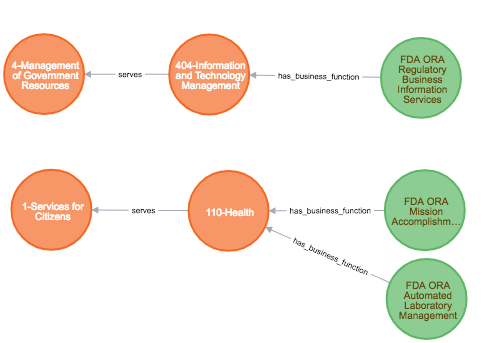 4-Management
of Government
Resources
serves
404-Information
and Technology
Management
has_business_function
FDA ORA
Regulatory
Business
Information
Services
1-Services for
Citizens
serves
110-Health
has_business_function
FDA ORA
Mission
Accomplishm…
has_business_function
FDA ORA
Automated
Laboratory
Management